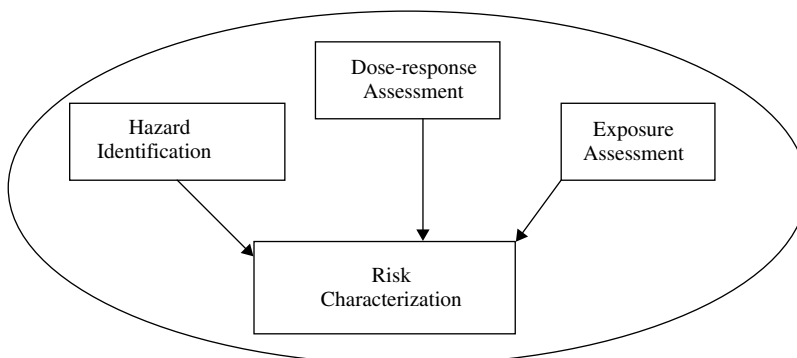 Dose-response
Assessment
Hazard
Identification
Exposure
Assessment
Risk
Characterization